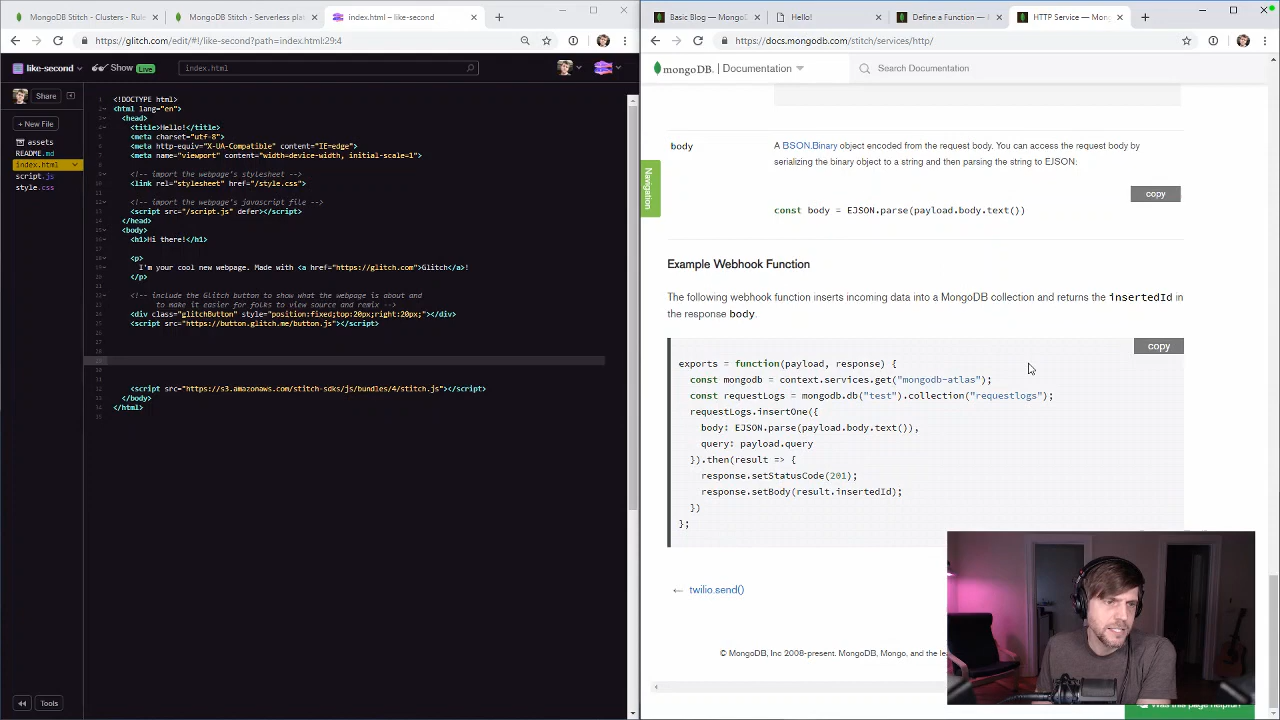 MongoDB Stitch - Clusters - Rule
MongoDB Stitch - Serverless plat
index.html – like-second
https://glitch.com/edit/#!/like-second?path=index.html:29:4
like-second
Show
Live
index.html
Share
+ New File
assets
README.md
index.html
script.js
style.css
<!DOCTYPE html>
<html lang="en">
<head>
<title>Hello!</title>
<meta charset="utf-8">
<meta http-equiv="X-UA-Compatible" content="IE=edge">
<meta name="viewport" content="width=device-width, initial-scale=1">
<!-- import the webpage's stylesheet -->
<link rel="stylesheet" href="/style.css">
<!-- import the webpage's javascript file -->
<script src="/script.js" defer></script>
</head>
<body>
<h1>Hi there!</h1>
<p>
I'm your cool new webpage. Made with <a href="https://glitch.com">Glitch</a>!
</p>
<!-- include the Glitch button to show what the webpage is about and
to make it easier for folks to view source and remix -->
<div class="glitchButton" style="position:fixed;top:20px;right:20px;"></div>
<script src="https://button.glitch.me/button.js"></script>
<script src="https://s3.amazonaws.com/stitch-sdks/js/bundles/4/stitch.js"></script>
</body>
</html>
Tools
Basic Blog — MongoD
Hello!
Define a Function — M
HTTP Service — Mong
https://docs.mongodb.com/stitch/services/http/
mongoDB. | Documentation
Search Documentation
Navigation
body
A BSON.Binary object encoded from the request body. You can access the request body by
serializing the binary object to a string and then parsing the string to EJSON:
copy
const body = EJSON.parse(payload.body.text())
Example Webhook Function
The following webhook function inserts incoming data into a MongoDB collection and returns the insertedId in
the response body.
copy
exports = function(payload, response) {
const mongodb = context.services.get("mongodb-atlas");
const requestLogs = mongodb.db("test").collection("requestlogs");
requestLogs.insertOne({
body: EJSON.parse(payload.body.text()),
query: payload.query
}).then(result => {
response.setStatusCode(201);
response.setBody(result.insertedId);
})
};
← twilio.send()
© MongoDB, Inc 2008-present. MongoDB, Mongo, and the le
Was this page helpful?